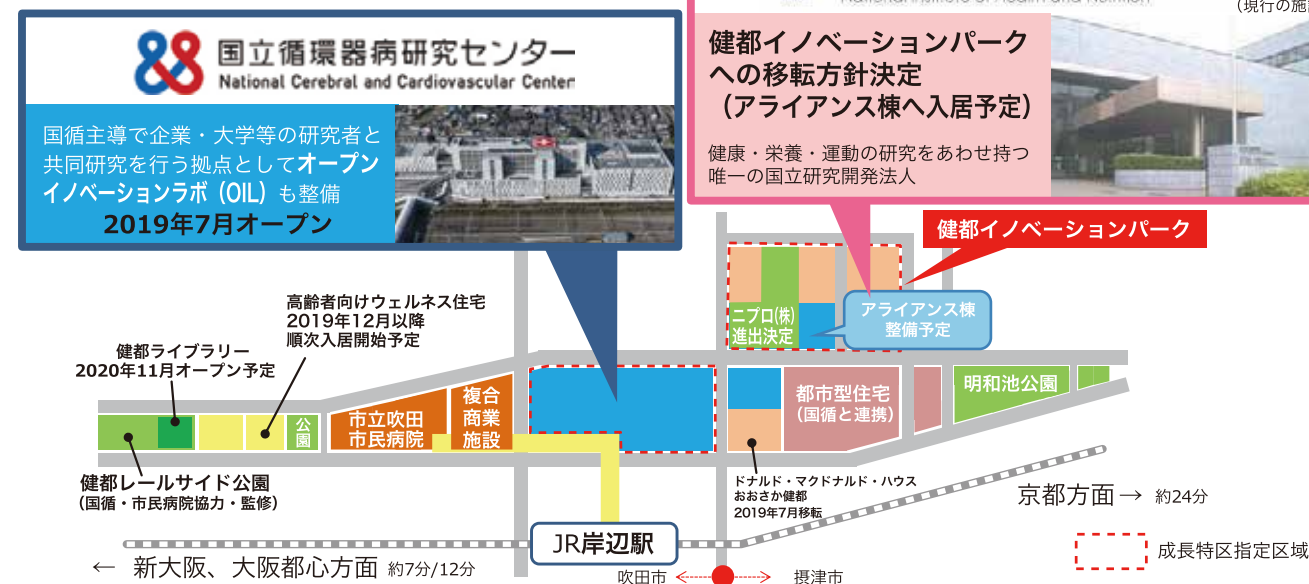 National Institute of Health and Nutrition
国立循環器病研究センター
National Cerebral and Cardiovascular Center
国循主導で企業・大学等の研究者と
共同研究を行う拠点としてオープン
イノベーションラボ（OIL）も整備
2019年7月オープン
健都イノベーションパーク
への移転方針決定
（アライアンス棟へ入居予定）
健康・栄養・運動の研究をあわせ持つ
唯一の国立研究開発法人
健都イノベーションパーク
ニプロ(株)
進出決定
アライアンス棟
整備予定
高齢者向けウェルネス住宅
2019年12月以降
順次入居開始予定
健都ライブラリー
2020年11月オープン予定
公
園
市立吹田
市民病院
複合
商業
施設
都市型住宅
（国循と連携）
明和池公園
健都レールサイド公園
（国循・市民病院協力・監修）
ドナルド・マクドナルド・ハウス
おおさか健都
2019年7月移転
京都方面→ 約24分
JR岸辺駅
← 新大阪、大阪都心方面 約7分/12分
吹田市 摂津市
成長特区指定区域